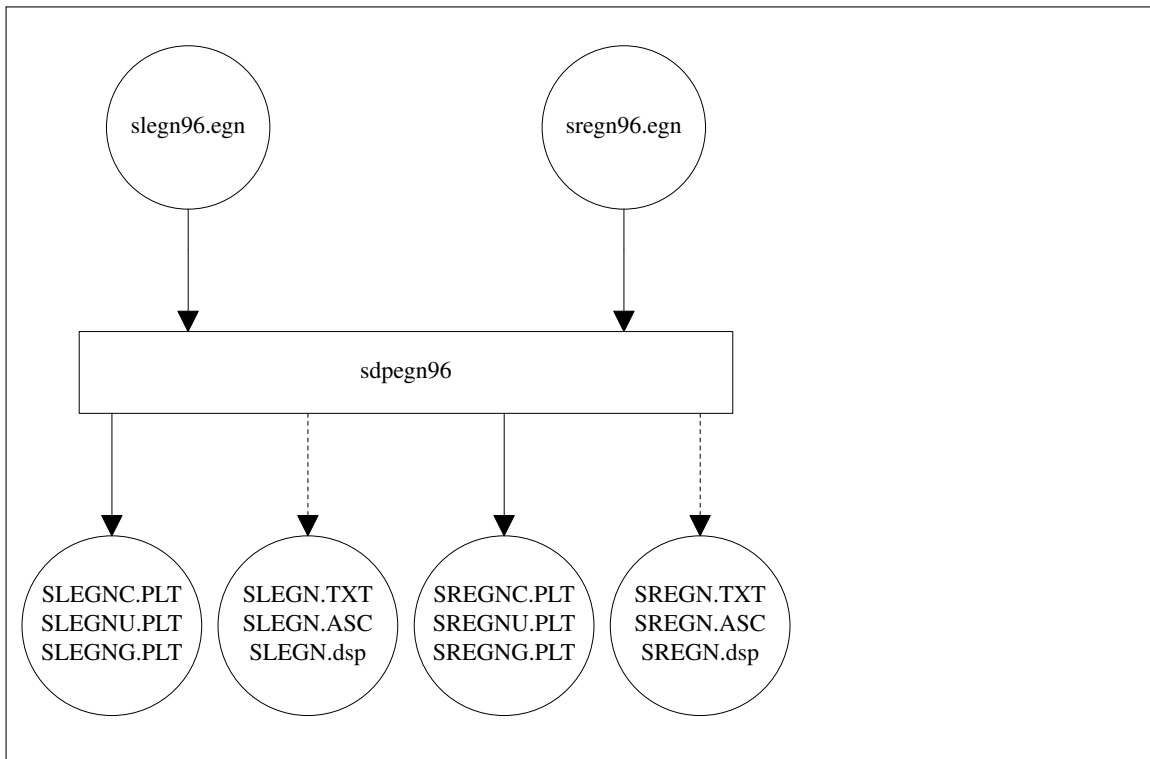 slegn96.egn
sregn96.egn
sdpegn96
SLEGNC.PLT
SLEGNU.PLT
SLEGNG.PLT
SLEGN.TXT
SLEGN.ASC
SLEGN.dsp
SREGNC.PLT
SREGNU.PLT
SREGNG.PLT
SREGN.TXT
SREGN.ASC
SREGN.dsp